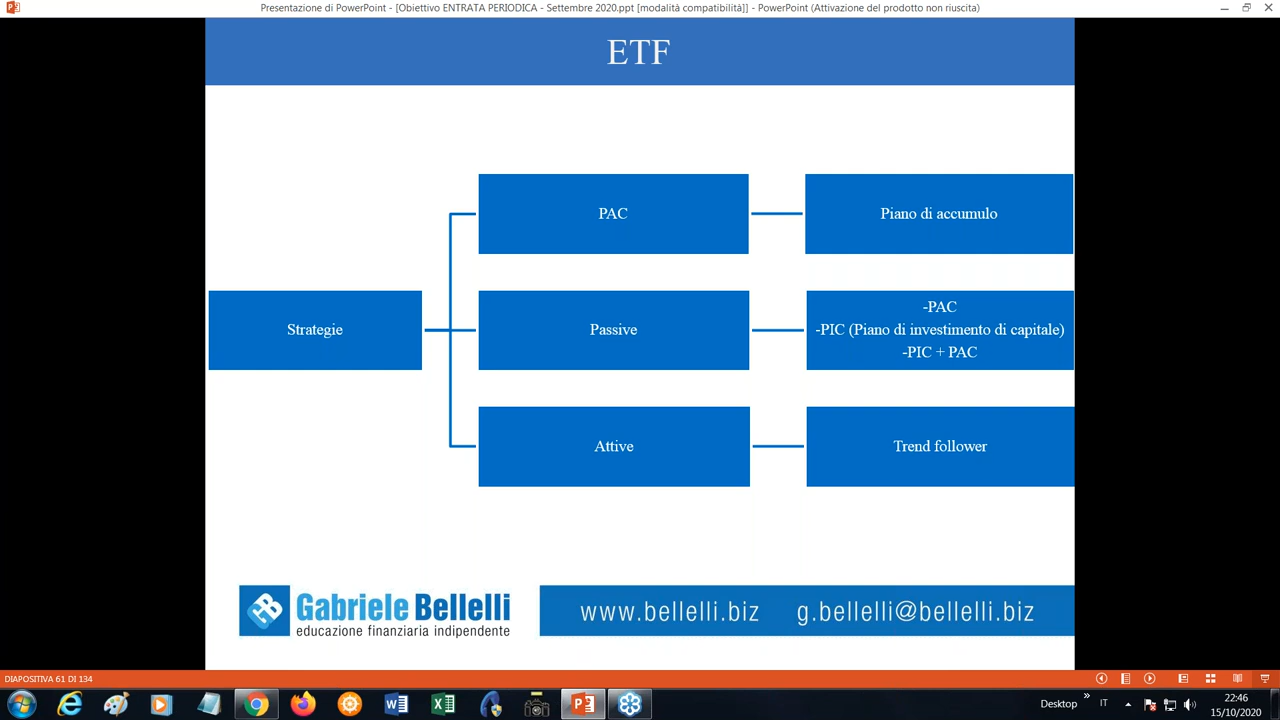 Presentazione di PowerPoint - [Obiettivo ENTRATA PERIODICA - Settembre 2020.ppt [modalità compatibilità]] - PowerPoint (Attivazione del prodotto non riuscita)
ETF
PAC
Piano di accumulo
Strategie
Passive
-PAC
-PIC (Piano di investimento di capitale)
-PIC + PAC
Attive
Trend follower
Gabriele Bellelli
educazione finanziaria indipendente
www.bellelli.biz g.bellelli@bellelli.biz
DIAPOSITIVA 61 DI 134
Desktop
IT
22:46
15/10/2020